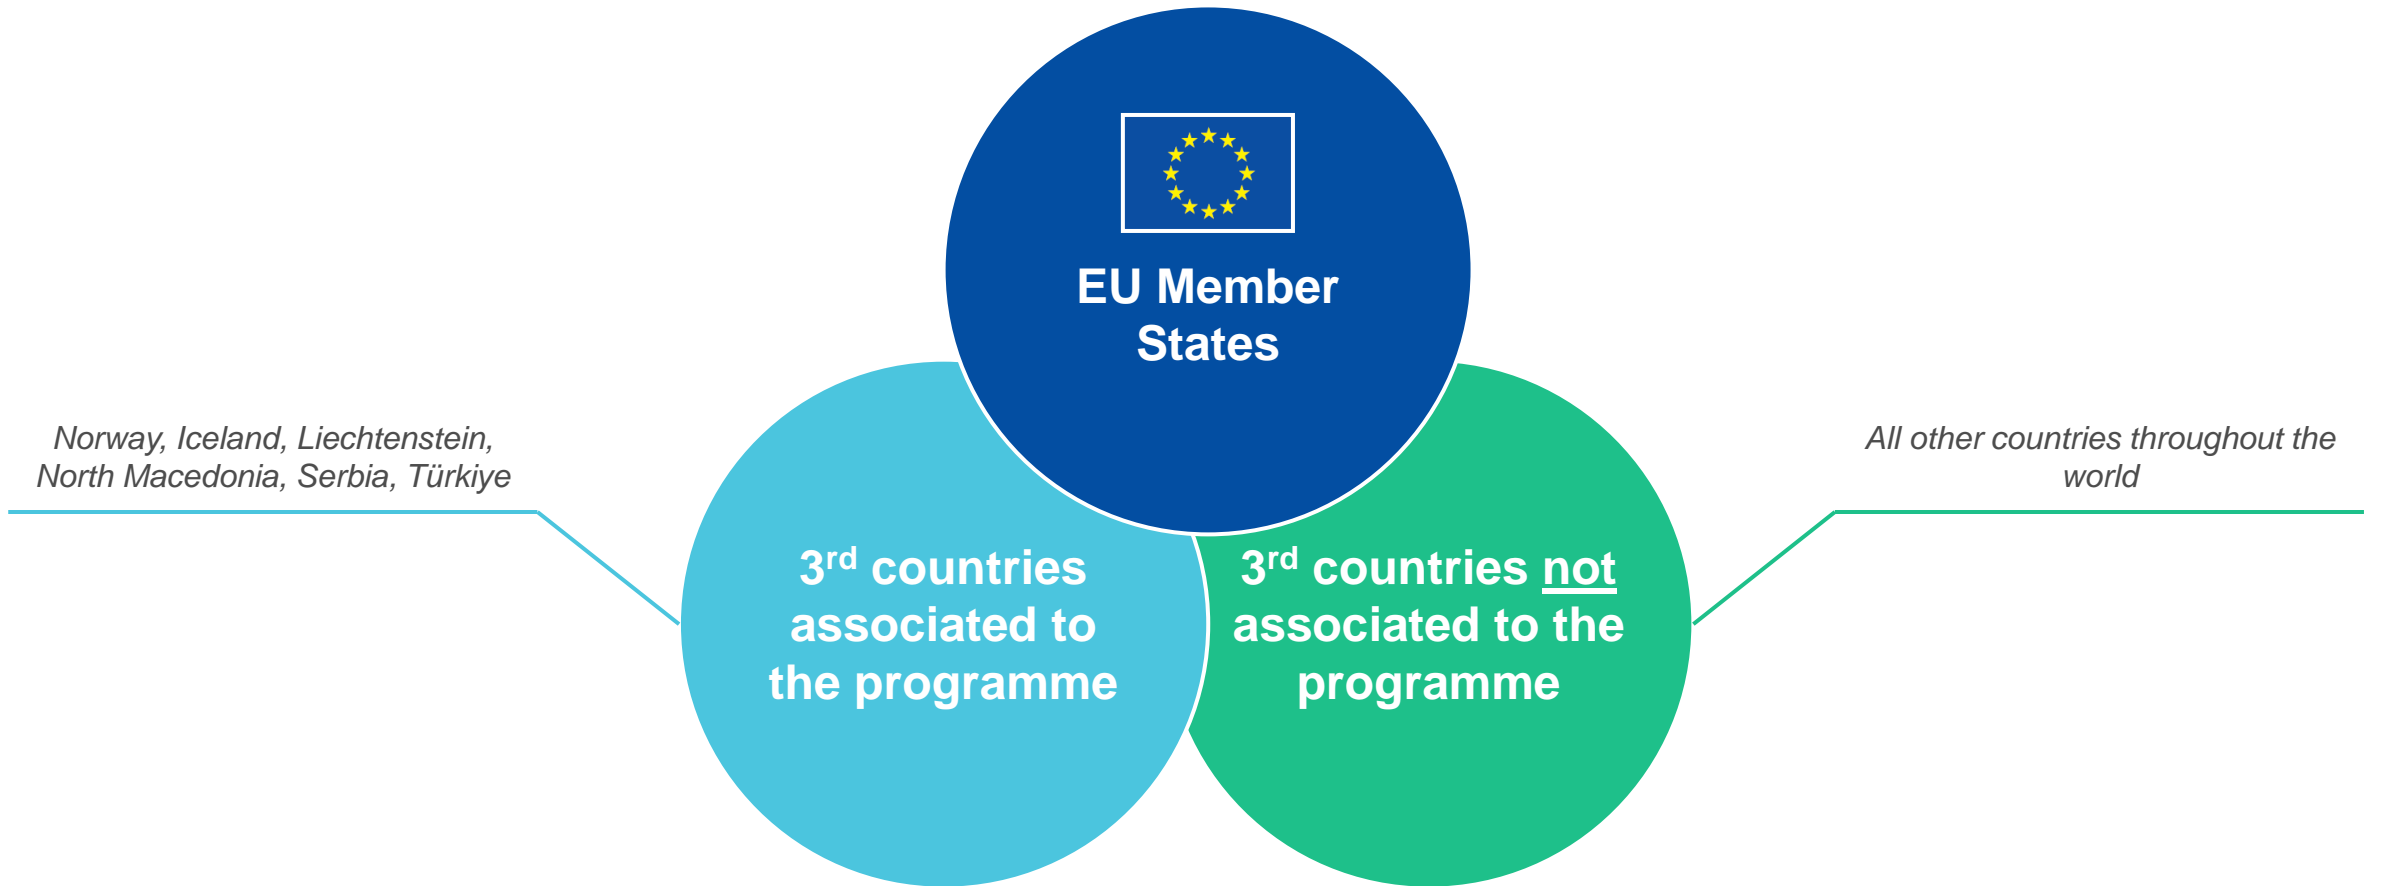 EU Member
States
Norway, Iceland, Liechtenstein,
North Macedonia, Serbia, Türkiye
All other countries throughout the
world
3rd countries
associated to
the programme
3rd countries not
associated to the
programme